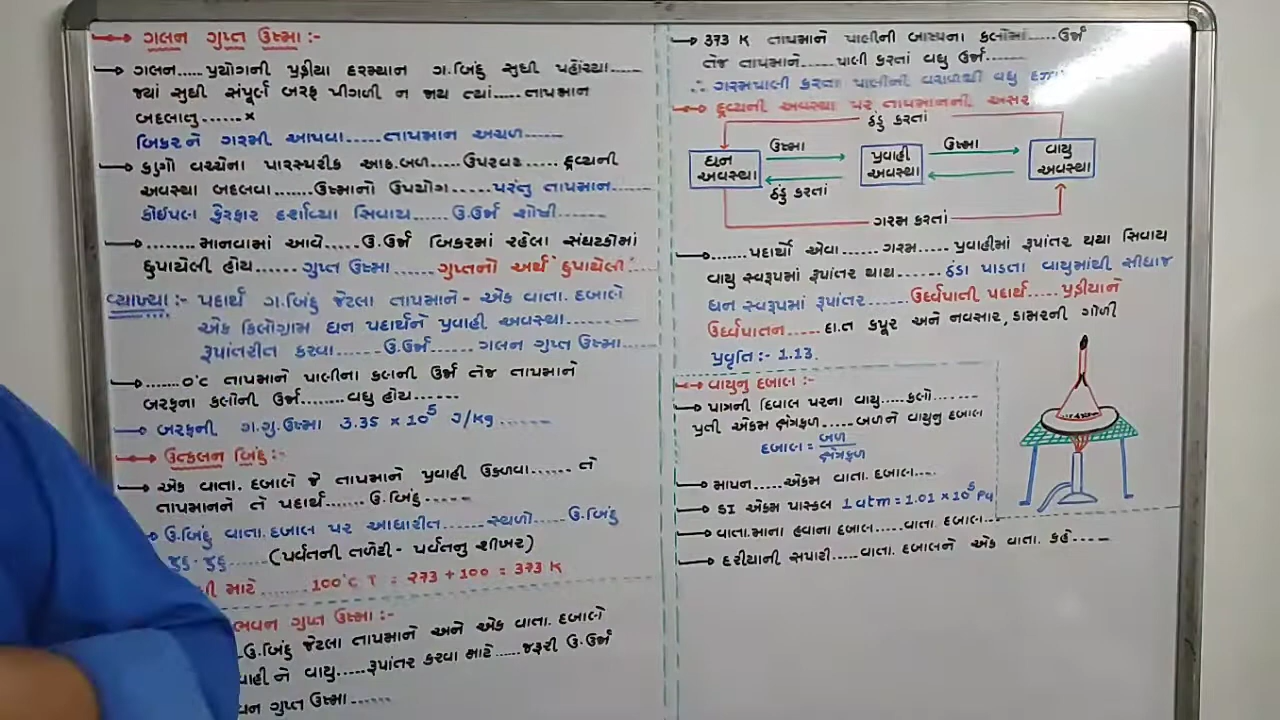 ગલન ગુપ્ત ઉષ્મા :-
ગલન..... પ્રયોગની પ્રક્રીયા દરમ્યાન ગ.બિંદુ સુધી પહોંચ્યા.....
જ્યાં સુધી સંપૂર્ણ બરફ પીગળી ન જાય ત્યાં..... તાપમાન
બદલાતુ...... x
બિકરને ગરમી આપવા..... તાપમાન અચળ......
કણો વચ્ચેના પારસ્પરીક આક.બળ..... ઉપરવટ..... દ્રવ્યની
અવસ્થા બદલવા....... ઉષ્માનો ઉપયોગ..... પરંતુ તાપમાન......
કોઈપણ ફેરફાર દર્શાવ્યા સિવાય..... ઉ.ઉર્જા શોષી.......
........ માનવામાં આવે..... ઉ.ઉર્જા બિકરમાં રહેલા સંઘટકોમાં
છુપાયેલી હોય...... ગુપ્ત ઉષ્મા...... ગુપ્તનો અર્થ 'છુપાયેલી'.....
વ્યાખ્યા :- પદાર્થ ગ.બિંદુ જેટલા તાપમાને - એક વાતા. દબાલે
એક કિલોગ્રામ ઘન પદાર્થને પ્રવાહી અવસ્થા..........
રૂપાંતરીત કરવા...... ઉ.ઉર્જા...... ગલન ગુપ્ત ઉષ્મા......
....... 0°C તાપમાને પાણીના કણની ઉર્જા તેજ તાપમાને
બરફના કણોની ઉર્જા........ વધુ હોય......
બરફની ગ.ગુ.ઉષ્મા 3.35 × 10⁵ J/kg.......
ઉત્કલન બિંદુ :-
એક વાતા. દબાલે જે તાપમાને પ્રવાહી ઉકળવા...... તે
તાપમાનને તે પદાર્થ...... ઉ.બિંદુ......
ઉ.બિંદુ વાતા.દબાલ પર આધારીત...... સ્થળો..... ઉ.બિંદુ
જુદુ-જુદુ...... (પર્વતની તળેટી - પર્વતનુ શીખર)
માટે........ 100°C T = 273 + 100 = 373 K
ભવન ગુપ્ત ઉષ્મા :-
ઉ.બિંદુ જેટલા તાપમાને અને એક વાતા. દબાલે
ને વાયુ..... રૂપાંતર કરવા માટે..... જરૂરી ઉ.ઉર્જા
ગુપ્ત ઉષ્મા......
373 K તાપમાને પાણીની બાષ્પના કણોમાં..... ઉર્જા
તેજ તાપમાને..... પાણી કરતાં વધુ ઉર્જા......
∴ ગરમપાણી કરતા પાણીની વરાળથી વધુ
દ્રવ્યની અવસ્થા પર તાપમાનની અસર
ઠંડુ કરતાં
ઘન અવસ્થા ઉષ્મા પ્રવાહી અવસ્થા ઉષ્મા વાયુ અવસ્થા
ઠંડુ કરતાં
ગરમ કરતાં
........ પદાર્થો એવા..... ગરમ..... પ્રવાહીમાં રૂપાંતર થયા સિવાય
વાયુ સ્વરૂપમાં રૂપાંતર થાય...... ઠંડા પાડતા વાયુમાંથી સીધાજ
ઘન સ્વરૂપમાં રૂપાંતર....... ઉર્ધ્વપાતી પદાર્થ..... પ્રક્રીયાને
ઉર્ધ્વપાતન..... દા.ત કપૂર અને નવસાર, ડામરની ગોળી
પ્રવૃતિ :- 1.13.
વાયુનુ દબાલ :-
પાત્રની દિવાલ પરના વાયુ..... કણો.......
પ્રતી એકમ ક્ષેત્રફળ..... બળને વાયુનુ દબાલ
દબાલ = બળ / ક્ષેત્રફળ
માપન..... એકમ વાતા. દબાલ....
SI એકમ પાસ્કલ 1 atm = 1.01 × 10⁵ Pa
વાતા.માના હવાના દબાલ..... વાતા. દબાલ...
દરીયાની સપાટી..... વાતા. દબાલને એક વાતા. કહે.....